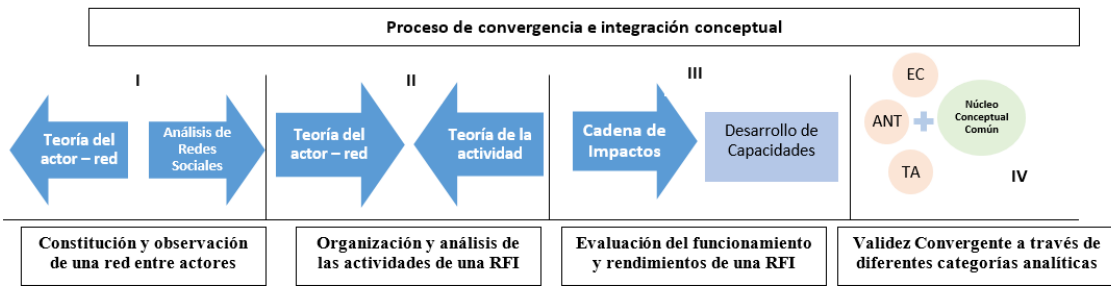 Proceso de convergencia e integración conceptual
I
Teoría del
actor – red
Análisis de
Redes
Sociales
II
Teoría del
actor – red
Teoría de la
actividad
III
Cadena de
Impactos
Desarrollo de
Capacidades
EC
ANT
TA
Núcleo
Conceptual
Común
IV
Constitución y observación
de una red entre actores
Organización y análisis de
las actividades de una RFI
Evaluación del funcionamiento
y rendimientos de una RFI
Validez Convergente a través de
diferentes categorías analíticas